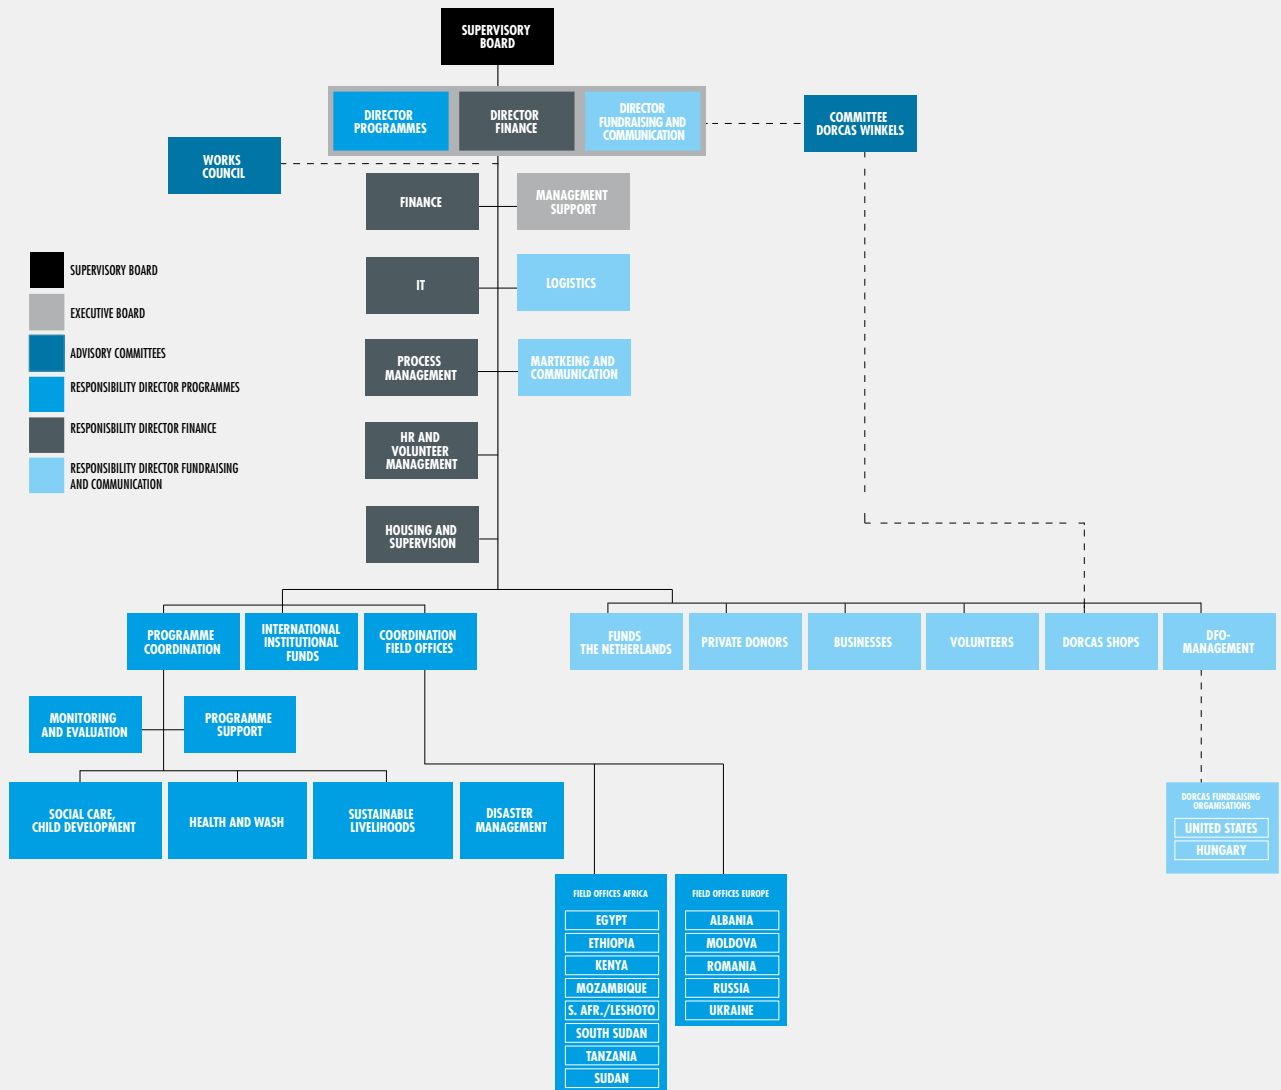 SUPERVISORY
BOARD
DIRECTOR
PROGRAMMES
DIRECTOR
FINANCE
DIRECTOR
FUNDRAISING AND
COMMUNICATION
COMMITTEE
DORCAS WINKELS
WORKS
COUNCIL
FINANCE
MANAGEMENT
SUPPORT
IT
LOGISTICS
PROCESS
MANAGEMENT
MARTKEING AND
COMMUNICATION
HR AND
VOLUNTEER
MANAGEMENT
HOUSING AND
SUPERVISION
SUPERVISORY BOARD
EXECUTIVE BOARD
ADVISORY COMMITTEES
RESPONSIBILITY DIRECTOR PROGRAMMES
RESPONISBILITY DIRECTOR FINANCE
RESPONSIBILITY DIRECTOR FUNDRAISING
AND COMMUNICATION
PROGRAMME
COORDINATION
INTERNATIONAL
INSTITUTIONAL
FUNDS
COORDINATION
FIELD OFFICES
FUNDS
THE NETHERLANDS
PRIVATE DONORS
BUSINESSES
VOLUNTEERS
DORCAS SHOPS
DFO-
MANAGEMENT
MONITORING
AND EVALUATION
PROGRAMME
SUPPORT
SOCIAL CARE,
CHILD DEVELOPMENT
HEALTH AND WASH
SUSTAINABLE
LIVELIHOODS
DISASTER
MANAGEMENT
DORCAS FUNDRAISING
ORGANISATIONS
UNITED STATES
HUNGARY
FIELD OFFICES AFRICA
EGYPT
ETHIOPIA
KENYA
MOZAMBIQUE
S. AFR./LESHOTO
SOUTH SUDAN
TANZANIA
SUDAN
FIELD OFFICES EUROPE
ALBANIA
MOLDOVA
ROMANIA
RUSSIA
UKRAINE